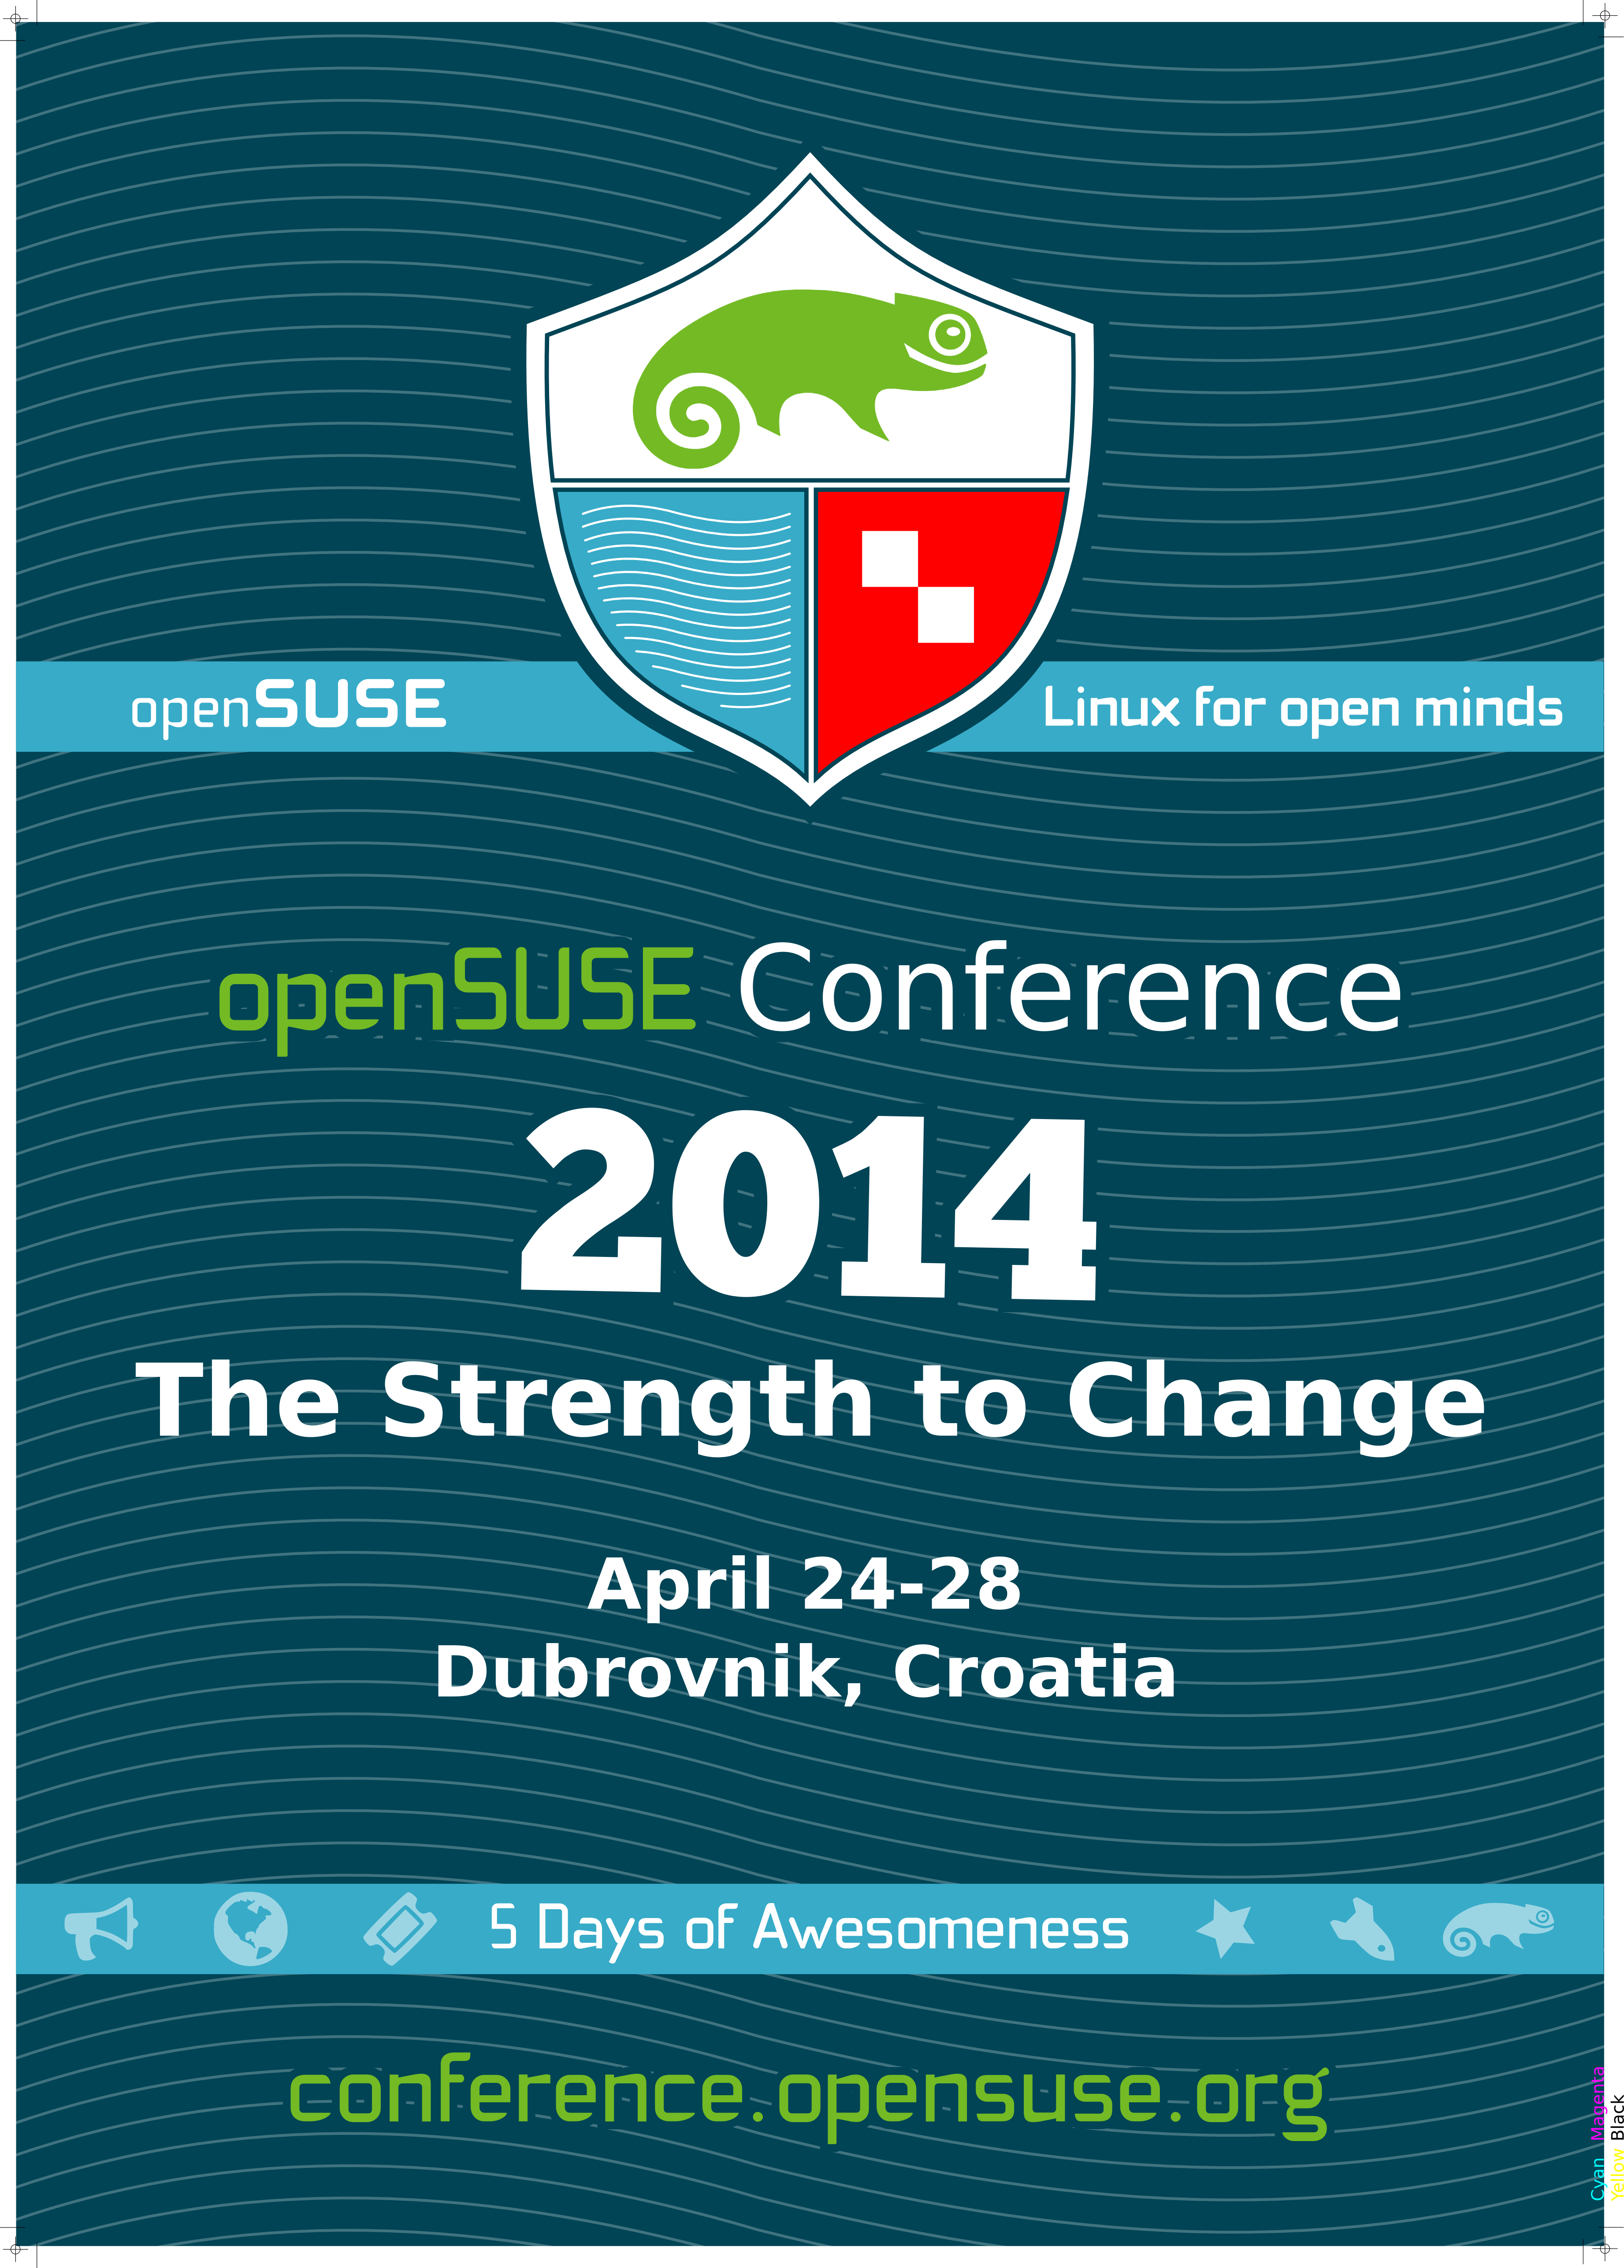 openSUSE
Linux for open minds
openSUSE Conference
2014
The Strength to Change
April 24-28
Dubrovnik, Croatia
5 Days of Awesomeness
conference.opensuse.org
Cyan Magenta
Yellow Black